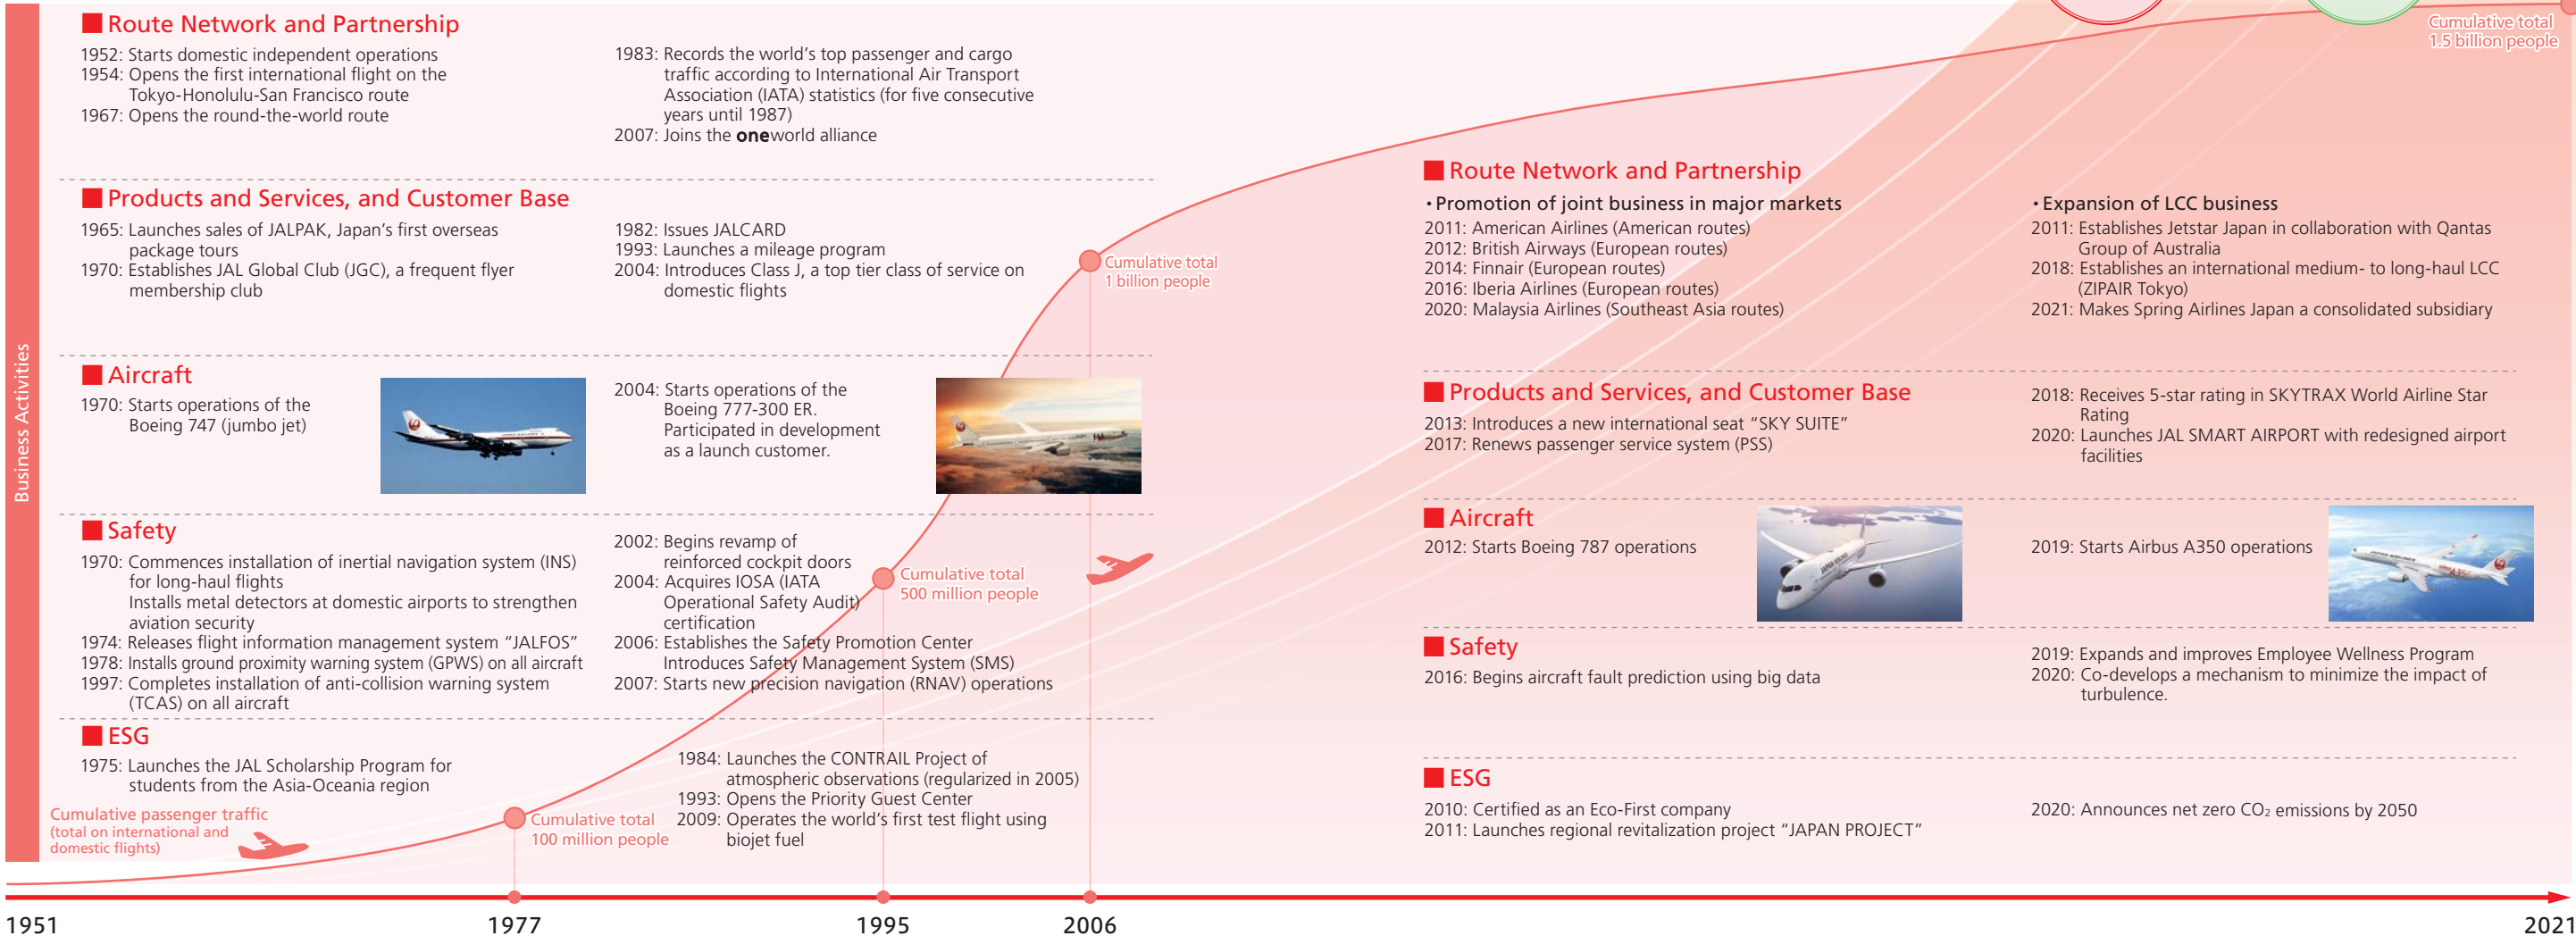 Business Activities
Route Network and Partnership
1952: Starts domestic independent operations
1954: Opens the first international flight on the
Tokyo-Honolulu-San Francisco route
1967: Opens the round-the-world route
1983: Records the world's top passenger and cargo
traffic according to International Air Transport
Association (IATA) statistics (for five consecutive
years until 1987)
2007: Joins the oneworld alliance
Products and Services, and Customer Base
1965: Launches sales of JALPAK, Japan's first overseas
package tours
1970: Establishes JAL Global Club (JGC), a frequent flyer
membership club
1982: Issues JALCARD
1993: Launches a mileage program
2004: Introduces Class J, a top tier class of service on
domestic flights
Aircraft
1970: Starts operations of the
Boeing 747 (jumbo jet)
2004: Starts operations of the
Boeing 777-300 ER.
Participated in development
as a launch customer.
Safety
1970: Commences installation of inertial navigation system (INS)
for long-haul flights
Installs metal detectors at domestic airports to strengthen
aviation security
1974: Releases flight information management system “JALFOS”
1978: Installs ground proximity warning system (GPWS) on all aircraft
1997: Completes installation of anti-collision warning system
(TCAS) on all aircraft
2002: Begins revamp of
reinforced cockpit doors
2004: Acquires IOSA (IATA
Operational Safety Audit)
certification
2006: Establishes the Safety Promotion Center
Introduces Safety Management System (SMS)
2007: Starts new precision navigation (RNAV) operations
ESG
1975: Launches the JAL Scholarship Program for
students from the Asia-Oceania region
1984: Launches the CONTRAIL Project of
atmospheric observations (regularized in 2005)
1993: Opens the Priority Guest Center
2009: Operates the world's first test flight using
biojet fuel
Cumulative passenger traffic
(total on international and
domestic flights)
Cumulative total
100 million people
Cumulative total
500 million people
Cumulative total
1 billion people
Cumulative total
1.5 billion people
Route Network and Partnership
・Promotion of joint business in major markets
2011: American Airlines (American routes)
2012: British Airways (European routes)
2014: Finnair (European routes)
2016: Iberia Airlines (European routes)
2020: Malaysia Airlines (Southeast Asia routes)
・Expansion of LCC business
2011: Establishes Jetstar Japan in collaboration with Qantas
Group of Australia
2018: Establishes an international medium- to long-haul LCC
(ZIPAIR Tokyo)
2021: Makes Spring Airlines Japan a consolidated subsidiary
Products and Services, and Customer Base
2013: Introduces a new international seat “SKY SUITE”
2017: Renews passenger service system (PSS)
2018: Receives 5-star rating in SKYTRAX World Airline Star
Rating
2020: Launches JAL SMART AIRPORT with redesigned airport
facilities
Aircraft
2012: Starts Boeing 787 operations
2019: Starts Airbus A350 operations
Safety
2016: Begins aircraft fault prediction using big data
2019: Expands and improves Employee Wellness Program
2020: Co-develops a mechanism to minimize the impact of
turbulence.
ESG
2010: Certified as an Eco-First company
2011: Launches regional revitalization project “JAPAN PROJECT”
2020: Announces net zero CO₂ emissions by 2050
1951
1977
1995
2006
2021